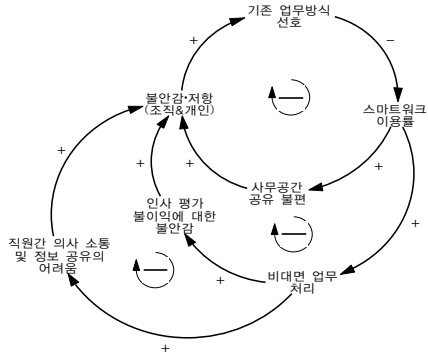 기존 업무방식
선호
+
−
불안감·저항
(조직&개인)
스마트워크
이용률
+
+
+
+
사무공간
공유 불편
인사 평가
불이익에 대한
불안감
+
직원간 의사 소통
및 정보 공유의
어려움
비대면 업무
처리
+
+